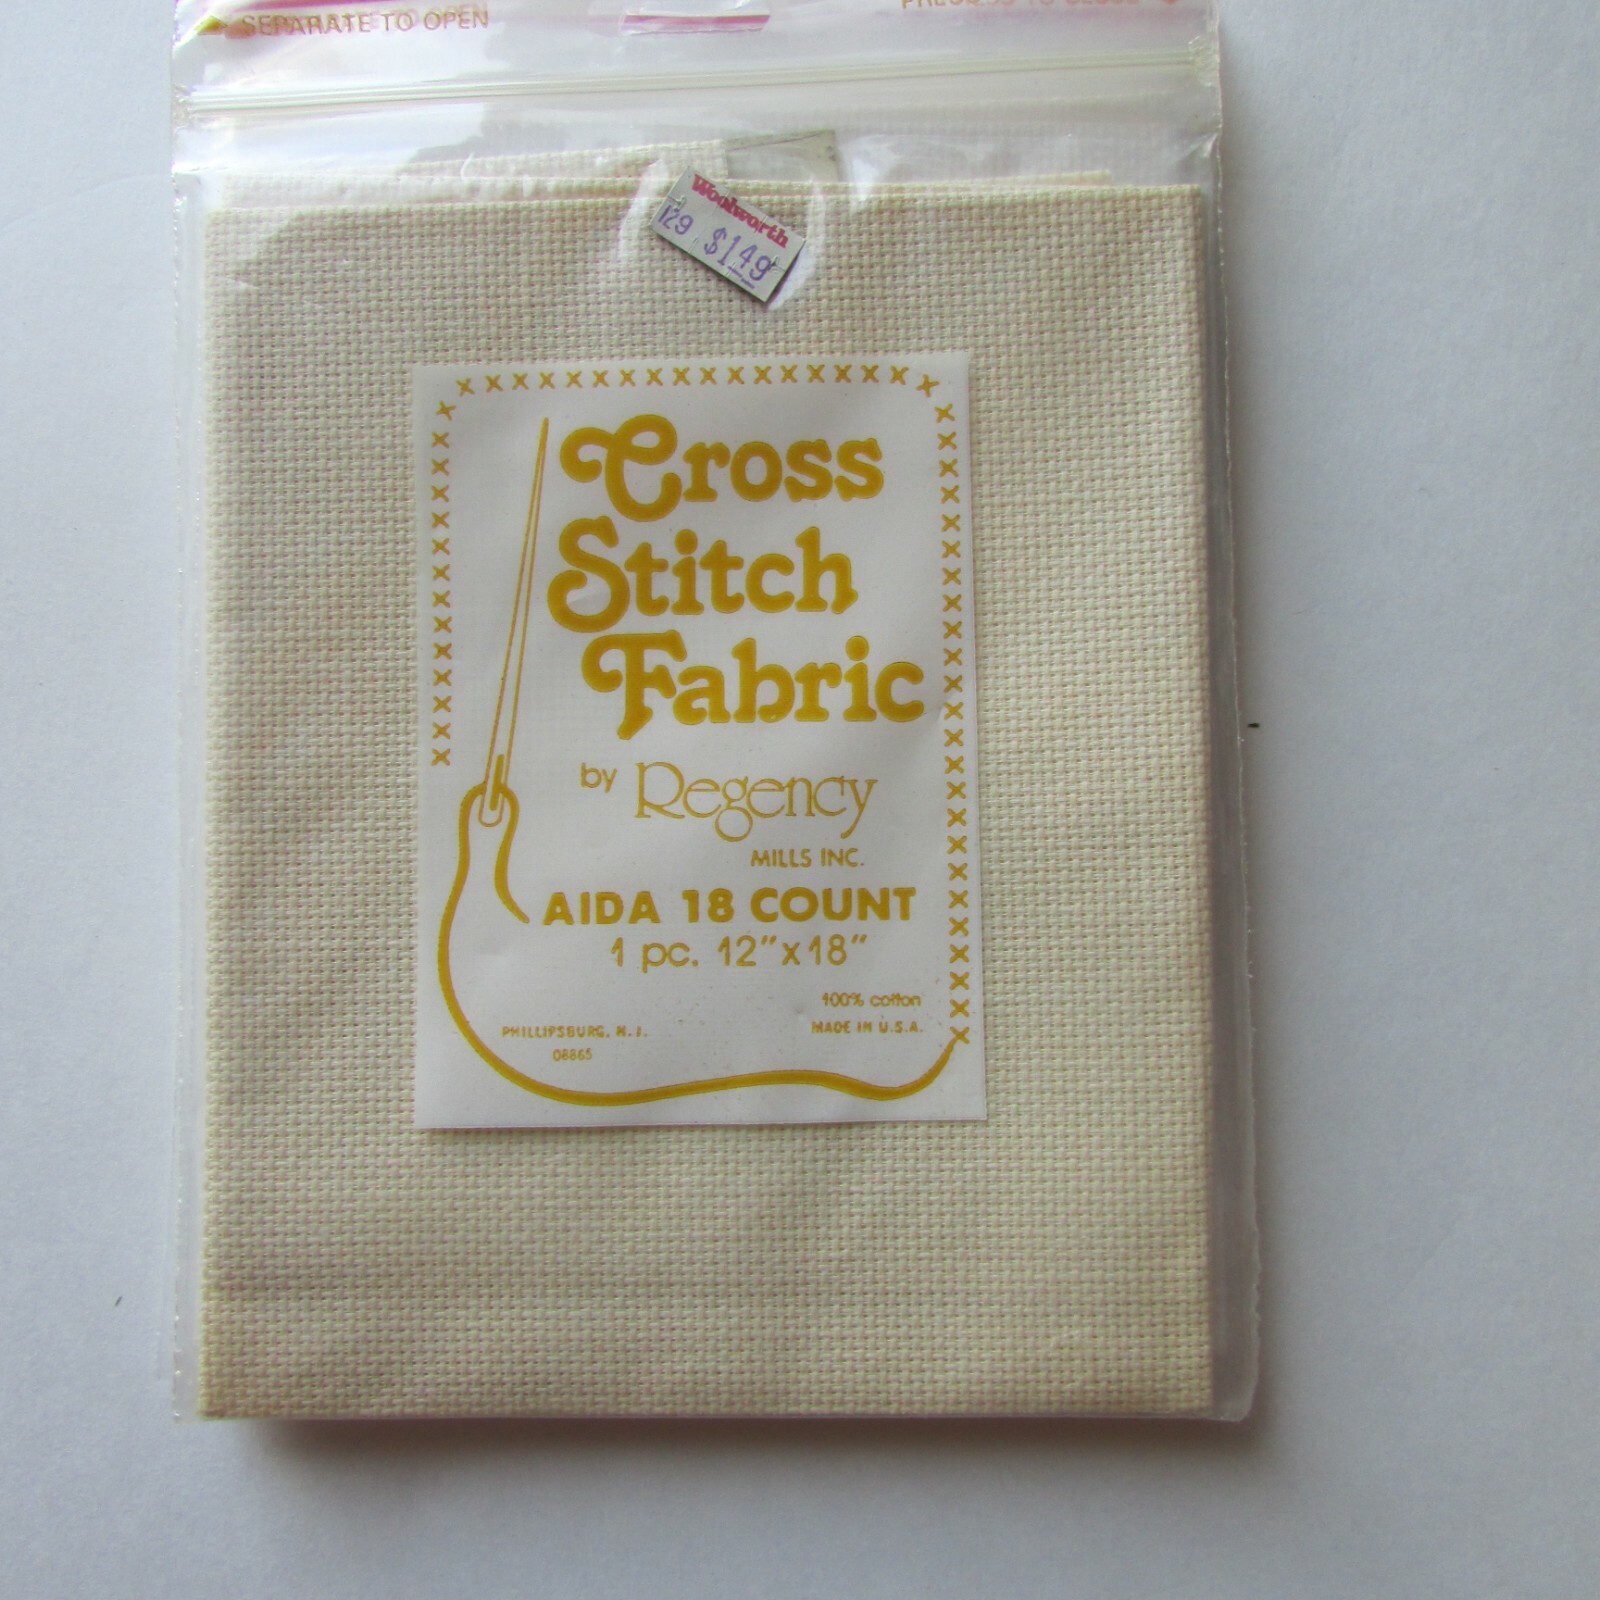 SEPARATE TO OPEN
Woolworth
129 $1.49
Cross
Stitch
Fabric
by Regency
MILLS INC.
AIDA 18 COUNT
1 pc. 12"x18"
100% cotton
PHILLIPSBURG, N.J.
MADE IN U.S.A.
08865